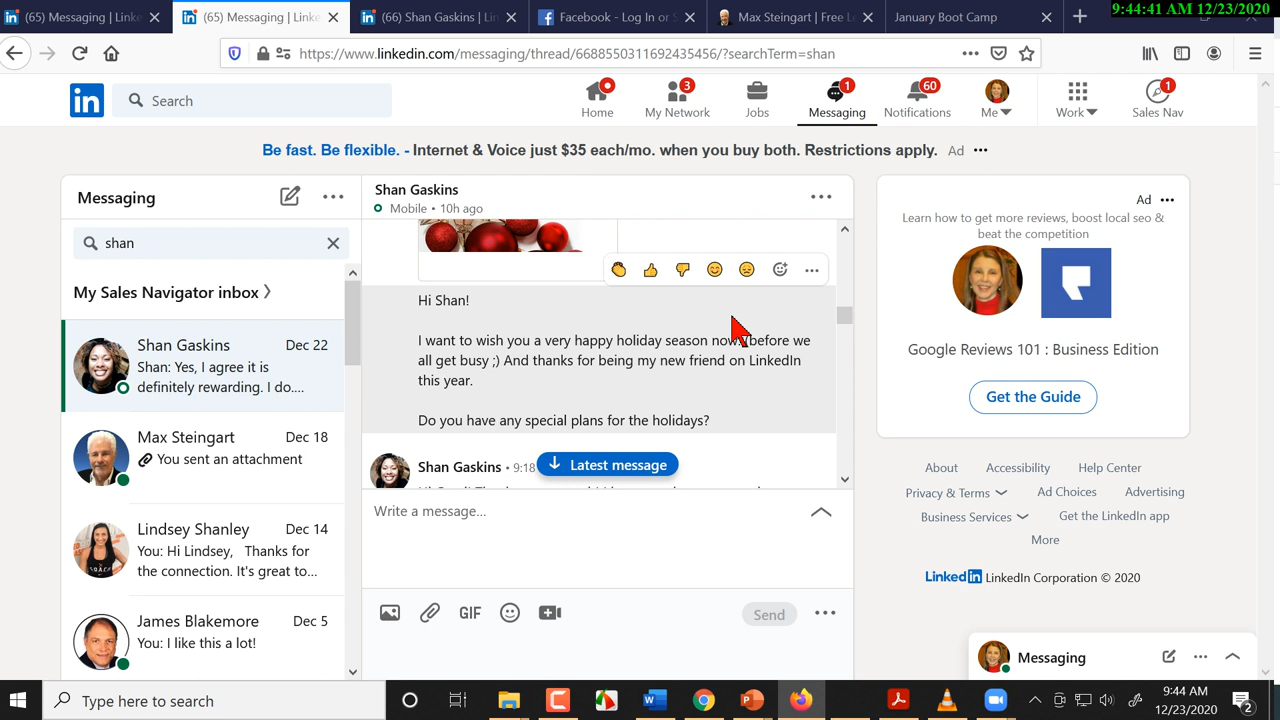 9:44:41 AM 12/23/2020
(65) Messaging | Linke
(65) Messaging | Linke
(66) Shan Gaskins | Lin
Facebook - Log In or S
Max Steingart | Free L
January Boot Camp
https://www.linkedin.com/messaging/thread/6688550311692435456/?searchTerm=shan
in
Search
Home
3
My Network
Jobs
1
Messaging
60
Notifications
Me
Work
1
Sales Nav
Be fast. Be flexible. - Internet & Voice just $35 each/mo. when you buy both. Restrictions apply. Ad
Messaging
shan
My Sales Navigator inbox
Shan Gaskins Dec 22
Shan: Yes, I agree it is
definitely rewarding. I do....
Max Steingart Dec 18
You sent an attachment
Lindsey Shanley Dec 14
You: Hi Lindsey, Thanks for
the connection. It's great to...
James Blakemore Dec 5
You: I like this a lot!
Shan Gaskins
Mobile • 10h ago
Hi Shan!
I want to wish you a very happy holiday season now.. before we
all get busy ;) And thanks for being my new friend on LinkedIn
this year.
Do you have any special plans for the holidays?
Shan Gaskins • 9:18
Latest message
Write a message...
GIF
Send
Ad
Learn how to get more reviews, boost local seo &
beat the competition
Google Reviews 101 : Business Edition
Get the Guide
About Accessibility Help Center
Privacy & Terms Ad Choices Advertising
Business Services Get the LinkedIn app
More
LinkedIn LinkedIn Corporation © 2020
Messaging
Type here to search
9:44 AM
12/23/2020
2